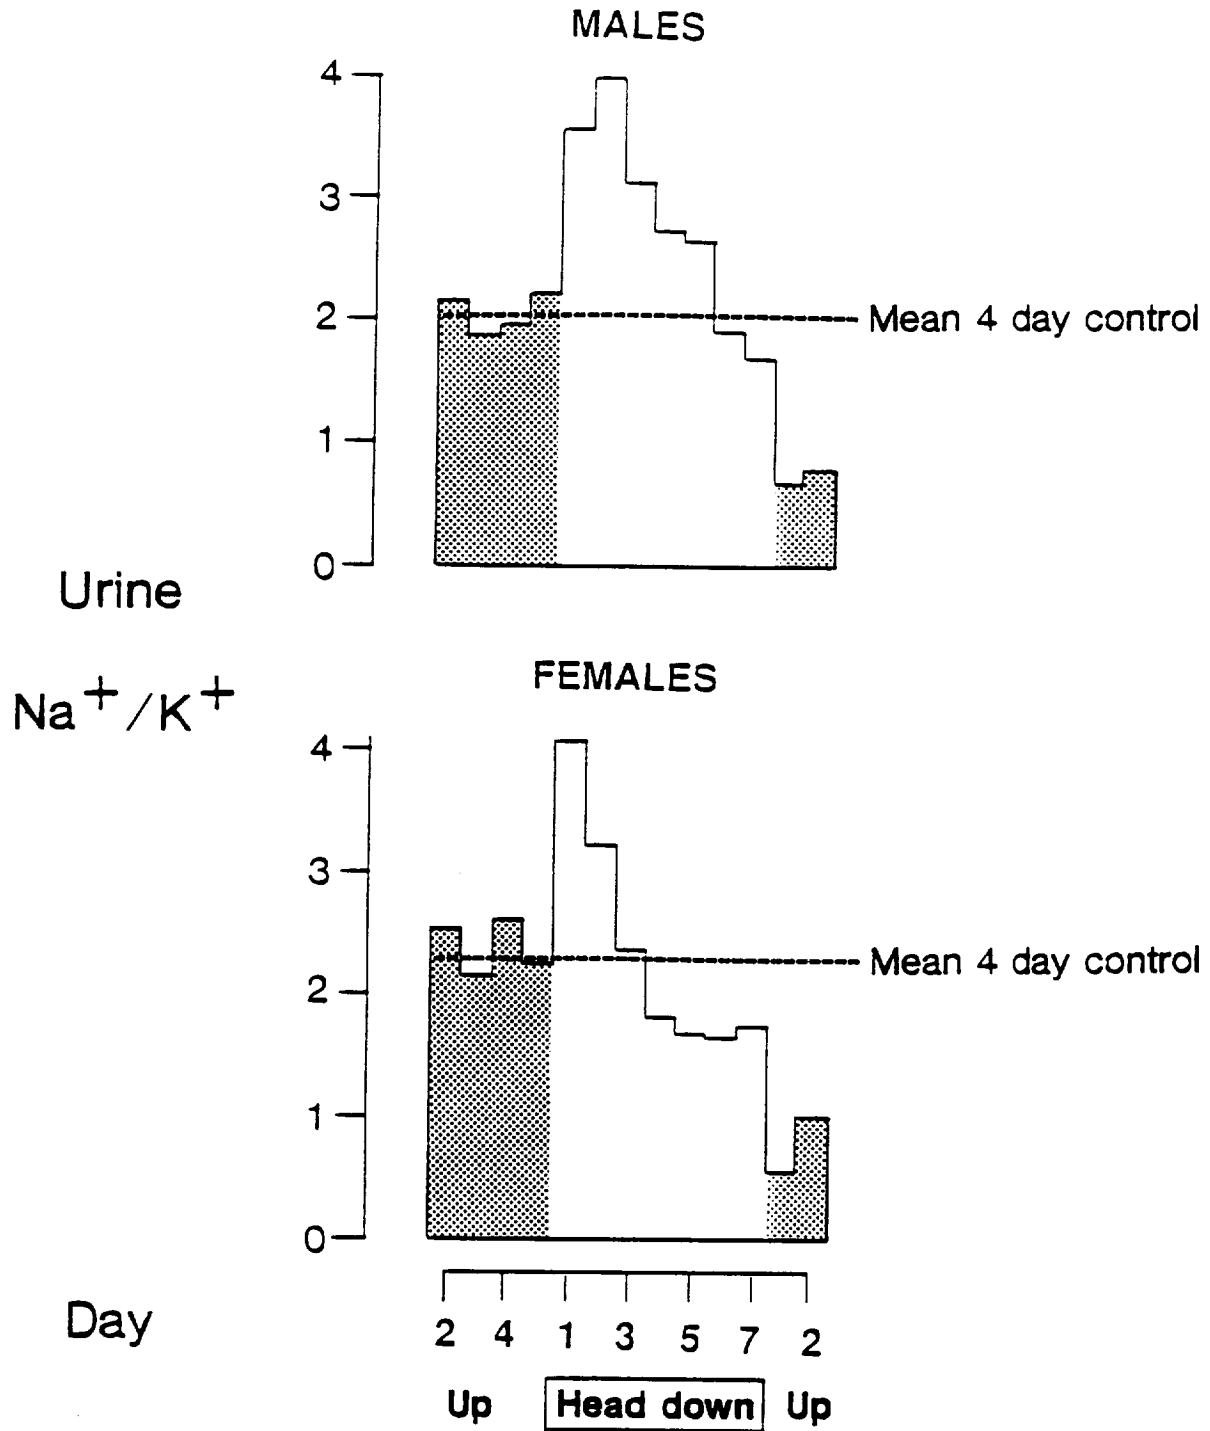 MALES
4
3
2
1
0
Mean 4 day control
Urine
Na⁺/K⁺
FEMALES
4
3
2
1
0
Mean 4 day control
Day
2 4 1 3 5 7 2
Up Head down Up